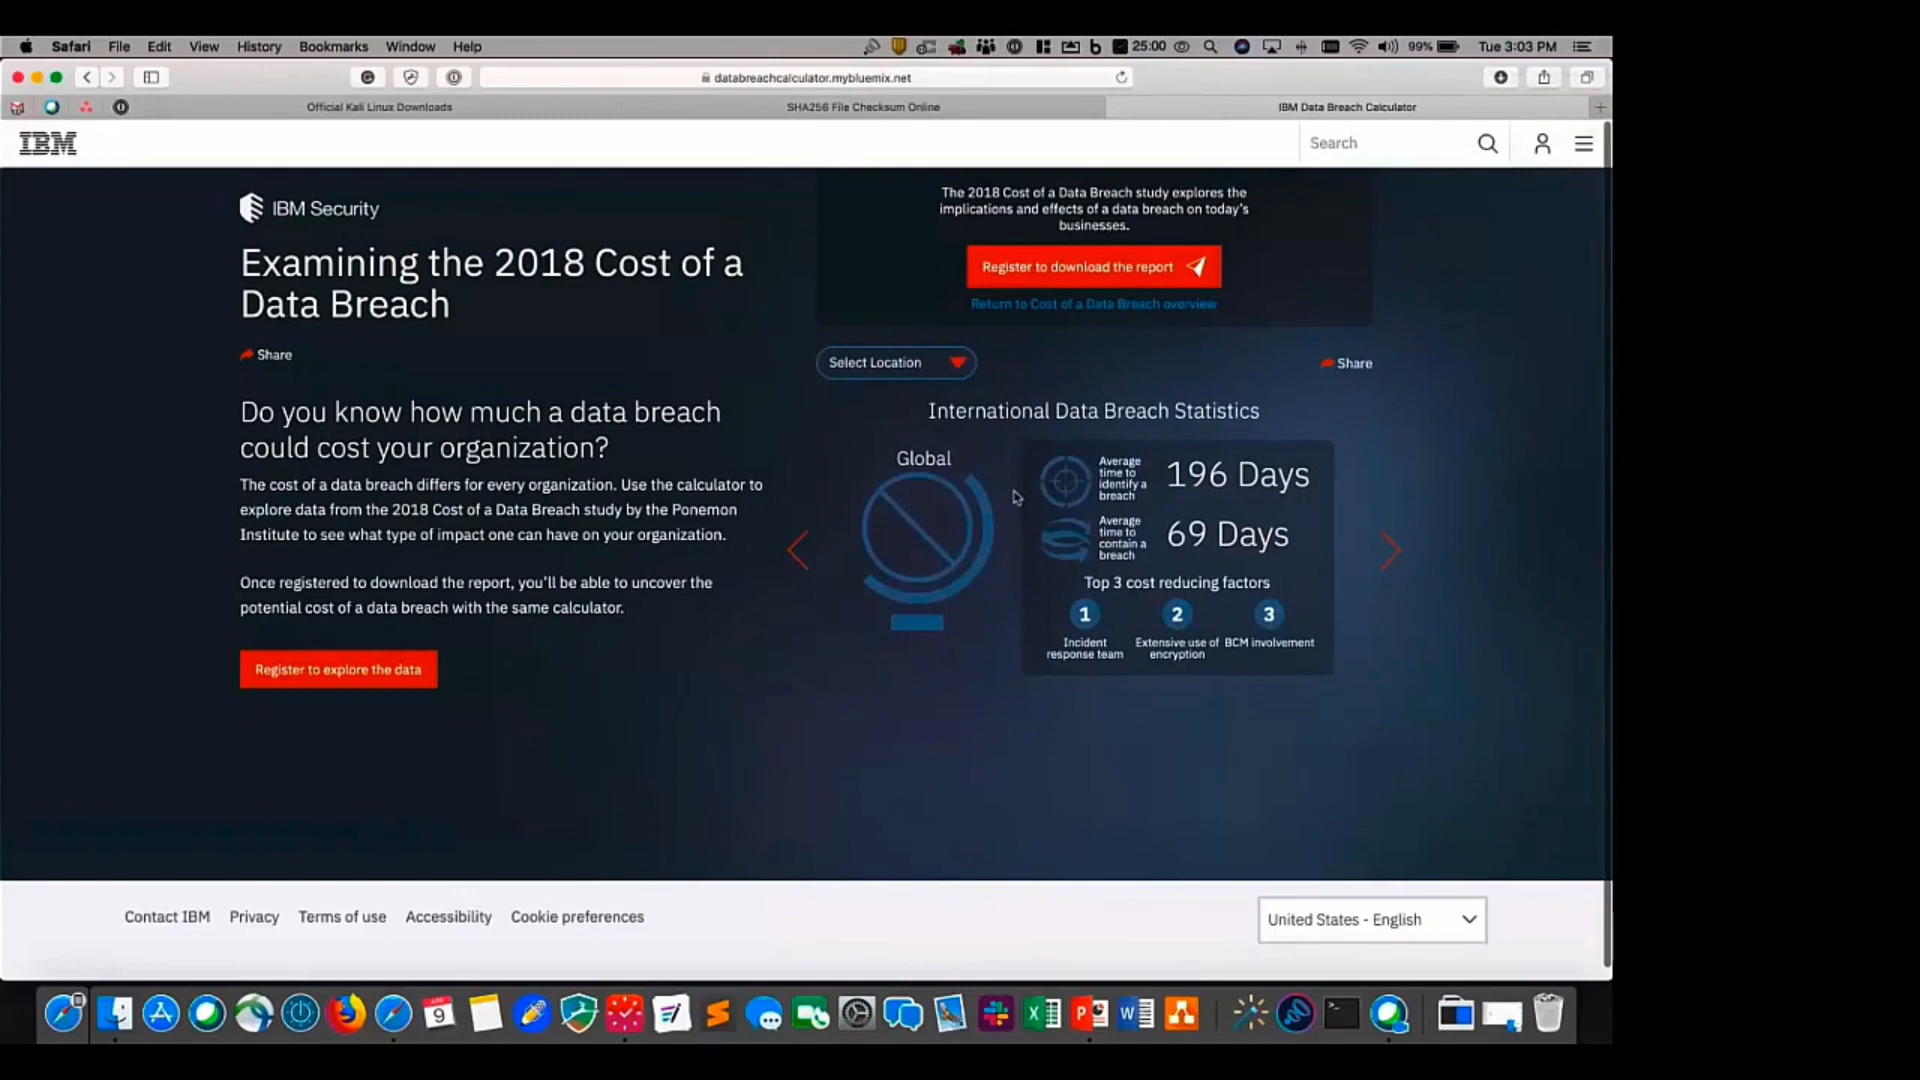 Safari File Edit View History Bookmarks Window Help
25:00
99%
Tue 3:03 PM
databreachcalculator.mybluemix.net
Official Kali Linux Downloads
SHA256 File Checksum Online
IBM Data Breach Calculator
IBM
Search
IBM Security
Examining the 2018 Cost of a
Data Breach
Share
Do you know how much a data breach
could cost your organization?
The cost of a data breach differs for every organization. Use the calculator to
explore data from the 2018 Cost of a Data Breach study by the Ponemon
Institute to see what type of impact one can have on your organization.
Once registered to download the report, you'll be able to uncover the
potential cost of a data breach with the same calculator.
Register to explore the data
The 2018 Cost of a Data Breach study explores the
implications and effects of a data breach on today's
businesses.
Register to download the report
Return to Cost of a Data Breach overview
Select Location
Share
International Data Breach Statistics
Global
Average
time to
identify a
breach
196 Days
Average
time to
contain a
breach
69 Days
Top 3 cost reducing factors
1 2 3
Incident
response team
Extensive use of
encryption
BCM involvement
Contact IBM Privacy Terms of use Accessibility Cookie preferences
United States - English
9